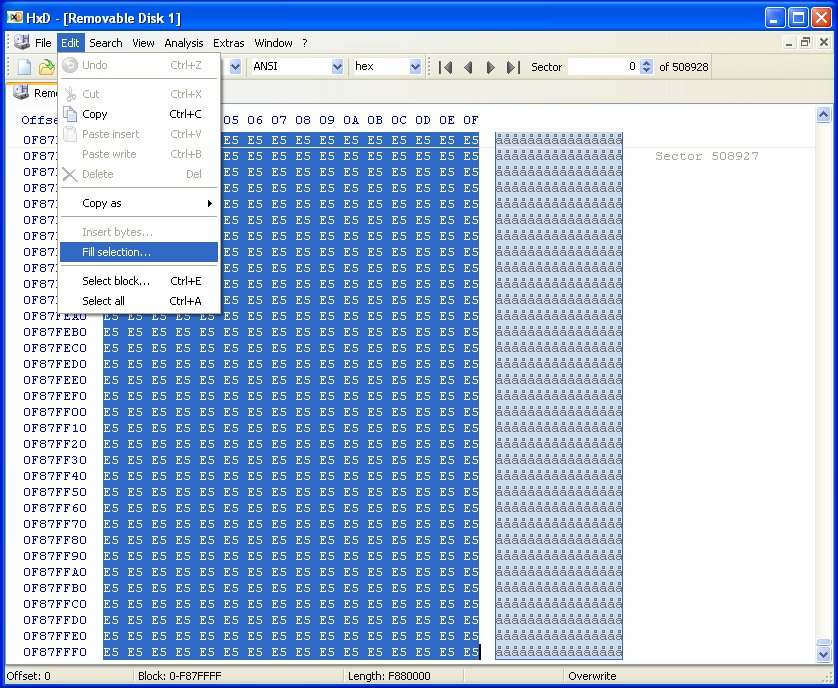 HxD - [Removable Disk 1]
File Edit Search View Analysis Extras Window ?
ANSI hex Sector 0 of 508928
Remo
Undo Ctrl+Z
Cut Ctrl+X
Copy Ctrl+C
Paste insert Ctrl+V
Paste write Ctrl+B
Delete Del
Copy as
Insert bytes...
Fill selection...
Select block... Ctrl+E
Select all Ctrl+A
Offse 05 06 07 08 09 0A 0B 0C 0D 0E 0F
0F87 E5 E5 E5 E5 E5 E5 E5 E5 E5 E5 E5 åååååååååååååååå
0F87 E5 E5 E5 E5 E5 E5 E5 E5 E5 E5 E5 åååååååååååååååå Sector 508927
0F87 E5 E5 E5 E5 E5 E5 E5 E5 E5 E5 E5 åååååååååååååååå
0F87 E5 E5 E5 E5 E5 E5 E5 E5 E5 E5 E5 åååååååååååååååå
0F87 E5 E5 E5 E5 E5 E5 E5 E5 E5 E5 E5 åååååååååååååååå
0F87 E5 E5 E5 E5 E5 E5 E5 E5 E5 E5 E5 åååååååååååååååå
0F87 E5 E5 E5 E5 E5 E5 E5 E5 E5 E5 E5 åååååååååååååååå
0F87 E5 E5 E5 E5 E5 E5 E5 E5 E5 E5 E5 åååååååååååååååå
0F87 E5 E5 E5 E5 E5 E5 E5 E5 E5 E5 E5 åååååååååååååååå
0F87 E5 E5 E5 E5 E5 E5 E5 E5 E5 E5 E5 åååååååååååååååå
0F87 E5 E5 E5 E5 E5 E5 E5 E5 E5 E5 E5 åååååååååååååååå
0F87FEA0 E5 E5 E5 E5 E5 E5 E5 E5 E5 E5 E5 E5 E5 E5 E5 E5 åååååååååååååååå
0F87FEB0 E5 E5 E5 E5 E5 E5 E5 E5 E5 E5 E5 E5 E5 E5 E5 E5 åååååååååååååååå
0F87FEC0 E5 E5 E5 E5 E5 E5 E5 E5 E5 E5 E5 E5 E5 E5 E5 E5 åååååååååååååååå
0F87FED0 E5 E5 E5 E5 E5 E5 E5 E5 E5 E5 E5 E5 E5 E5 E5 E5 åååååååååååååååå
0F87FEE0 E5 E5 E5 E5 E5 E5 E5 E5 E5 E5 E5 E5 E5 E5 E5 E5 åååååååååååååååå
0F87FEF0 E5 E5 E5 E5 E5 E5 E5 E5 E5 E5 E5 E5 E5 E5 E5 E5 åååååååååååååååå
0F87FF00 E5 E5 E5 E5 E5 E5 E5 E5 E5 E5 E5 E5 E5 E5 E5 E5 åååååååååååååååå
0F87FF10 E5 E5 E5 E5 E5 E5 E5 E5 E5 E5 E5 E5 E5 E5 E5 E5 åååååååååååååååå
0F87FF20 E5 E5 E5 E5 E5 E5 E5 E5 E5 E5 E5 E5 E5 E5 E5 E5 åååååååååååååååå
0F87FF30 E5 E5 E5 E5 E5 E5 E5 E5 E5 E5 E5 E5 E5 E5 E5 E5 åååååååååååååååå
0F87FF40 E5 E5 E5 E5 E5 E5 E5 E5 E5 E5 E5 E5 E5 E5 E5 E5 åååååååååååååååå
0F87FF50 E5 E5 E5 E5 E5 E5 E5 E5 E5 E5 E5 E5 E5 E5 E5 E5 åååååååååååååååå
0F87FF60 E5 E5 E5 E5 E5 E5 E5 E5 E5 E5 E5 E5 E5 E5 E5 E5 åååååååååååååååå
0F87FF70 E5 E5 E5 E5 E5 E5 E5 E5 E5 E5 E5 E5 E5 E5 E5 E5 åååååååååååååååå
0F87FF80 E5 E5 E5 E5 E5 E5 E5 E5 E5 E5 E5 E5 E5 E5 E5 E5 åååååååååååååååå
0F87FF90 E5 E5 E5 E5 E5 E5 E5 E5 E5 E5 E5 E5 E5 E5 E5 E5 åååååååååååååååå
0F87FFA0 E5 E5 E5 E5 E5 E5 E5 E5 E5 E5 E5 E5 E5 E5 E5 E5 åååååååååååååååå
0F87FFB0 E5 E5 E5 E5 E5 E5 E5 E5 E5 E5 E5 E5 E5 E5 E5 E5 åååååååååååååååå
0F87FFC0 E5 E5 E5 E5 E5 E5 E5 E5 E5 E5 E5 E5 E5 E5 E5 E5 åååååååååååååååå
0F87FFD0 E5 E5 E5 E5 E5 E5 E5 E5 E5 E5 E5 E5 E5 E5 E5 E5 åååååååååååååååå
0F87FFE0 E5 E5 E5 E5 E5 E5 E5 E5 E5 E5 E5 E5 E5 E5 E5 E5 åååååååååååååååå
0F87FFF0 E5 E5 E5 E5 E5 E5 E5 E5 E5 E5 E5 E5 E5 E5 E5 E5 åååååååååååååååå
Offset: 0 Block: 0-F87FFFF Length: F880000 Overwrite